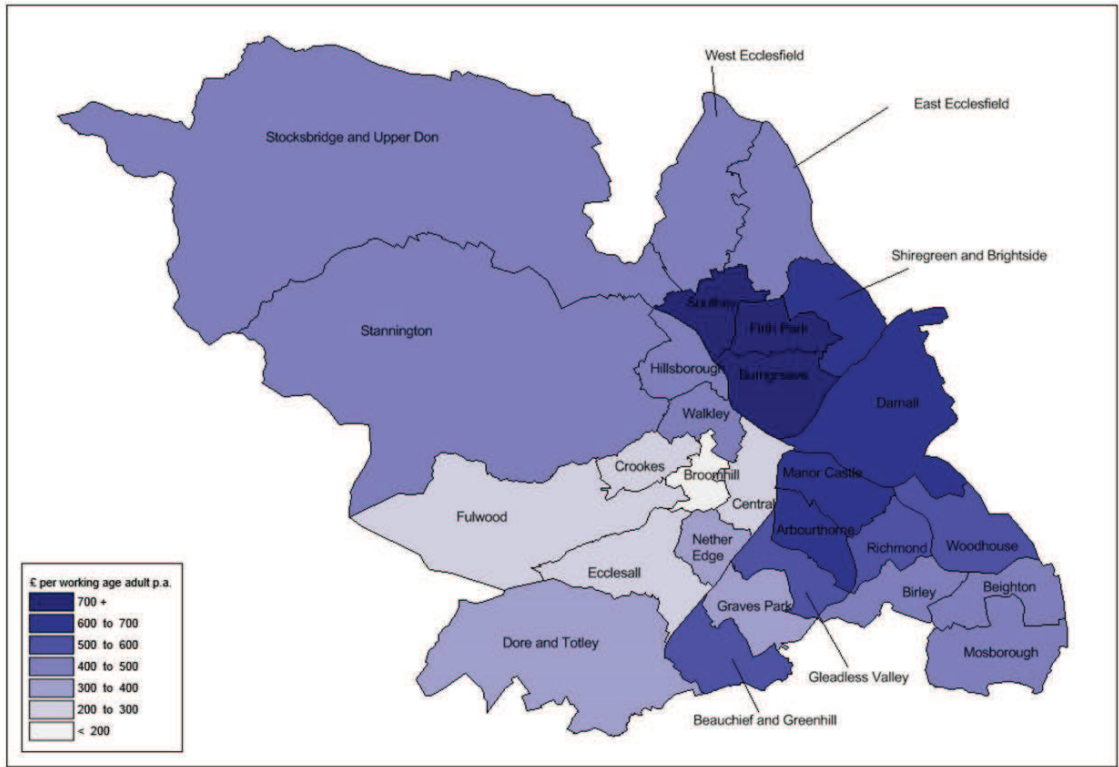 West Ecclesfield
East Ecclesfield
Stocksbridge and Upper Don
Shiregreen and Brightside
Southey
Firth Park
Stannington
Hillsborough
Burngreave
Darnall
Walkley
Crookes
Broomhill
Manor Castle
Central
Fulwood
Arbourthorne
Nether
Edge
Richmond
Woodhouse
Ecclesall
Birley
Beighton
Graves Park
Dore and Totley
Mosborough
Gleadless Valley
Beauchief and Greenhill
£ per working age adult p.a.
700 +
600 to 700
500 to 600
400 to 500
300 to 400
200 to 300
< 200